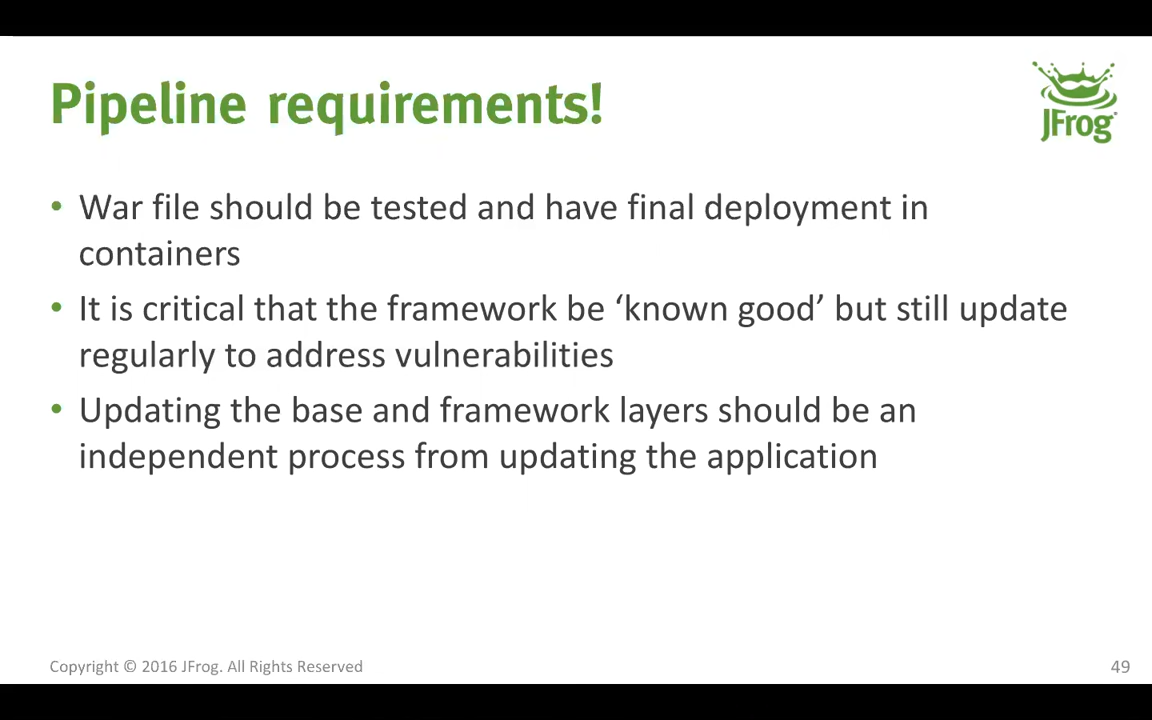 Pipeline requirements!
JFrog
• War file should be tested and have final deployment in
containers
• It is critical that the framework be ‘known good’ but still update
regularly to address vulnerabilities
• Updating the base and framework layers should be an
independent process from updating the application
Copyright © 2016 JFrog. All Rights Reserved
49